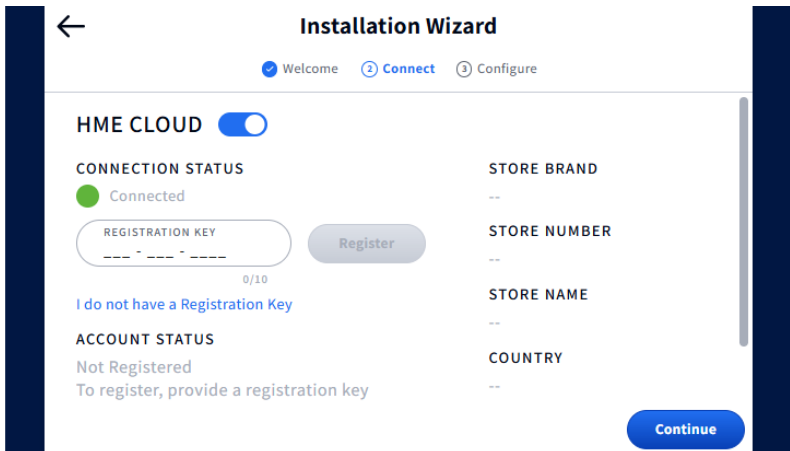 Installation Wizard
Welcome 2 Connect 3 Configure
HME CLOUD
CONNECTION STATUS
Connected
REGISTRATION KEY
___ - ___ - ____
Register
0/10
I do not have a Registration Key
ACCOUNT STATUS
Not Registered
To register, provide a registration key
STORE BRAND
--
STORE NUMBER
--
STORE NAME
--
COUNTRY
--
Continue